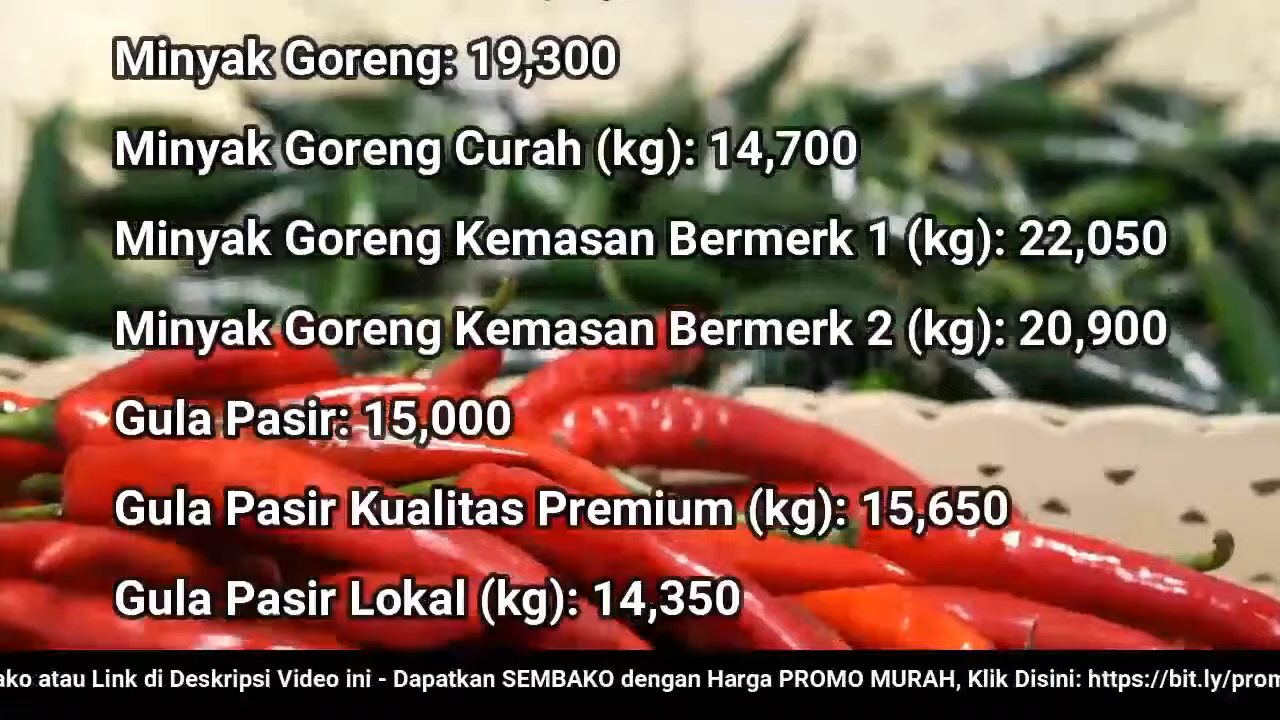 Minyak Goreng: 19,300
Minyak Goreng Curah (kg): 14,700
Minyak Goreng Kemasan Bermerk 1 (kg): 22,050
Minyak Goreng Kemasan Bermerk 2 (kg): 20,900
Gula Pasir: 15,000
Gula Pasir Kualitas Premium (kg): 15,650
Gula Pasir Lokal (kg): 14,350
ako atau Link di Deskripsi Video ini - Dapatkan SEMBAKO dengan Harga PROMO MURAH, Klik Disini: https://bit.ly/prom